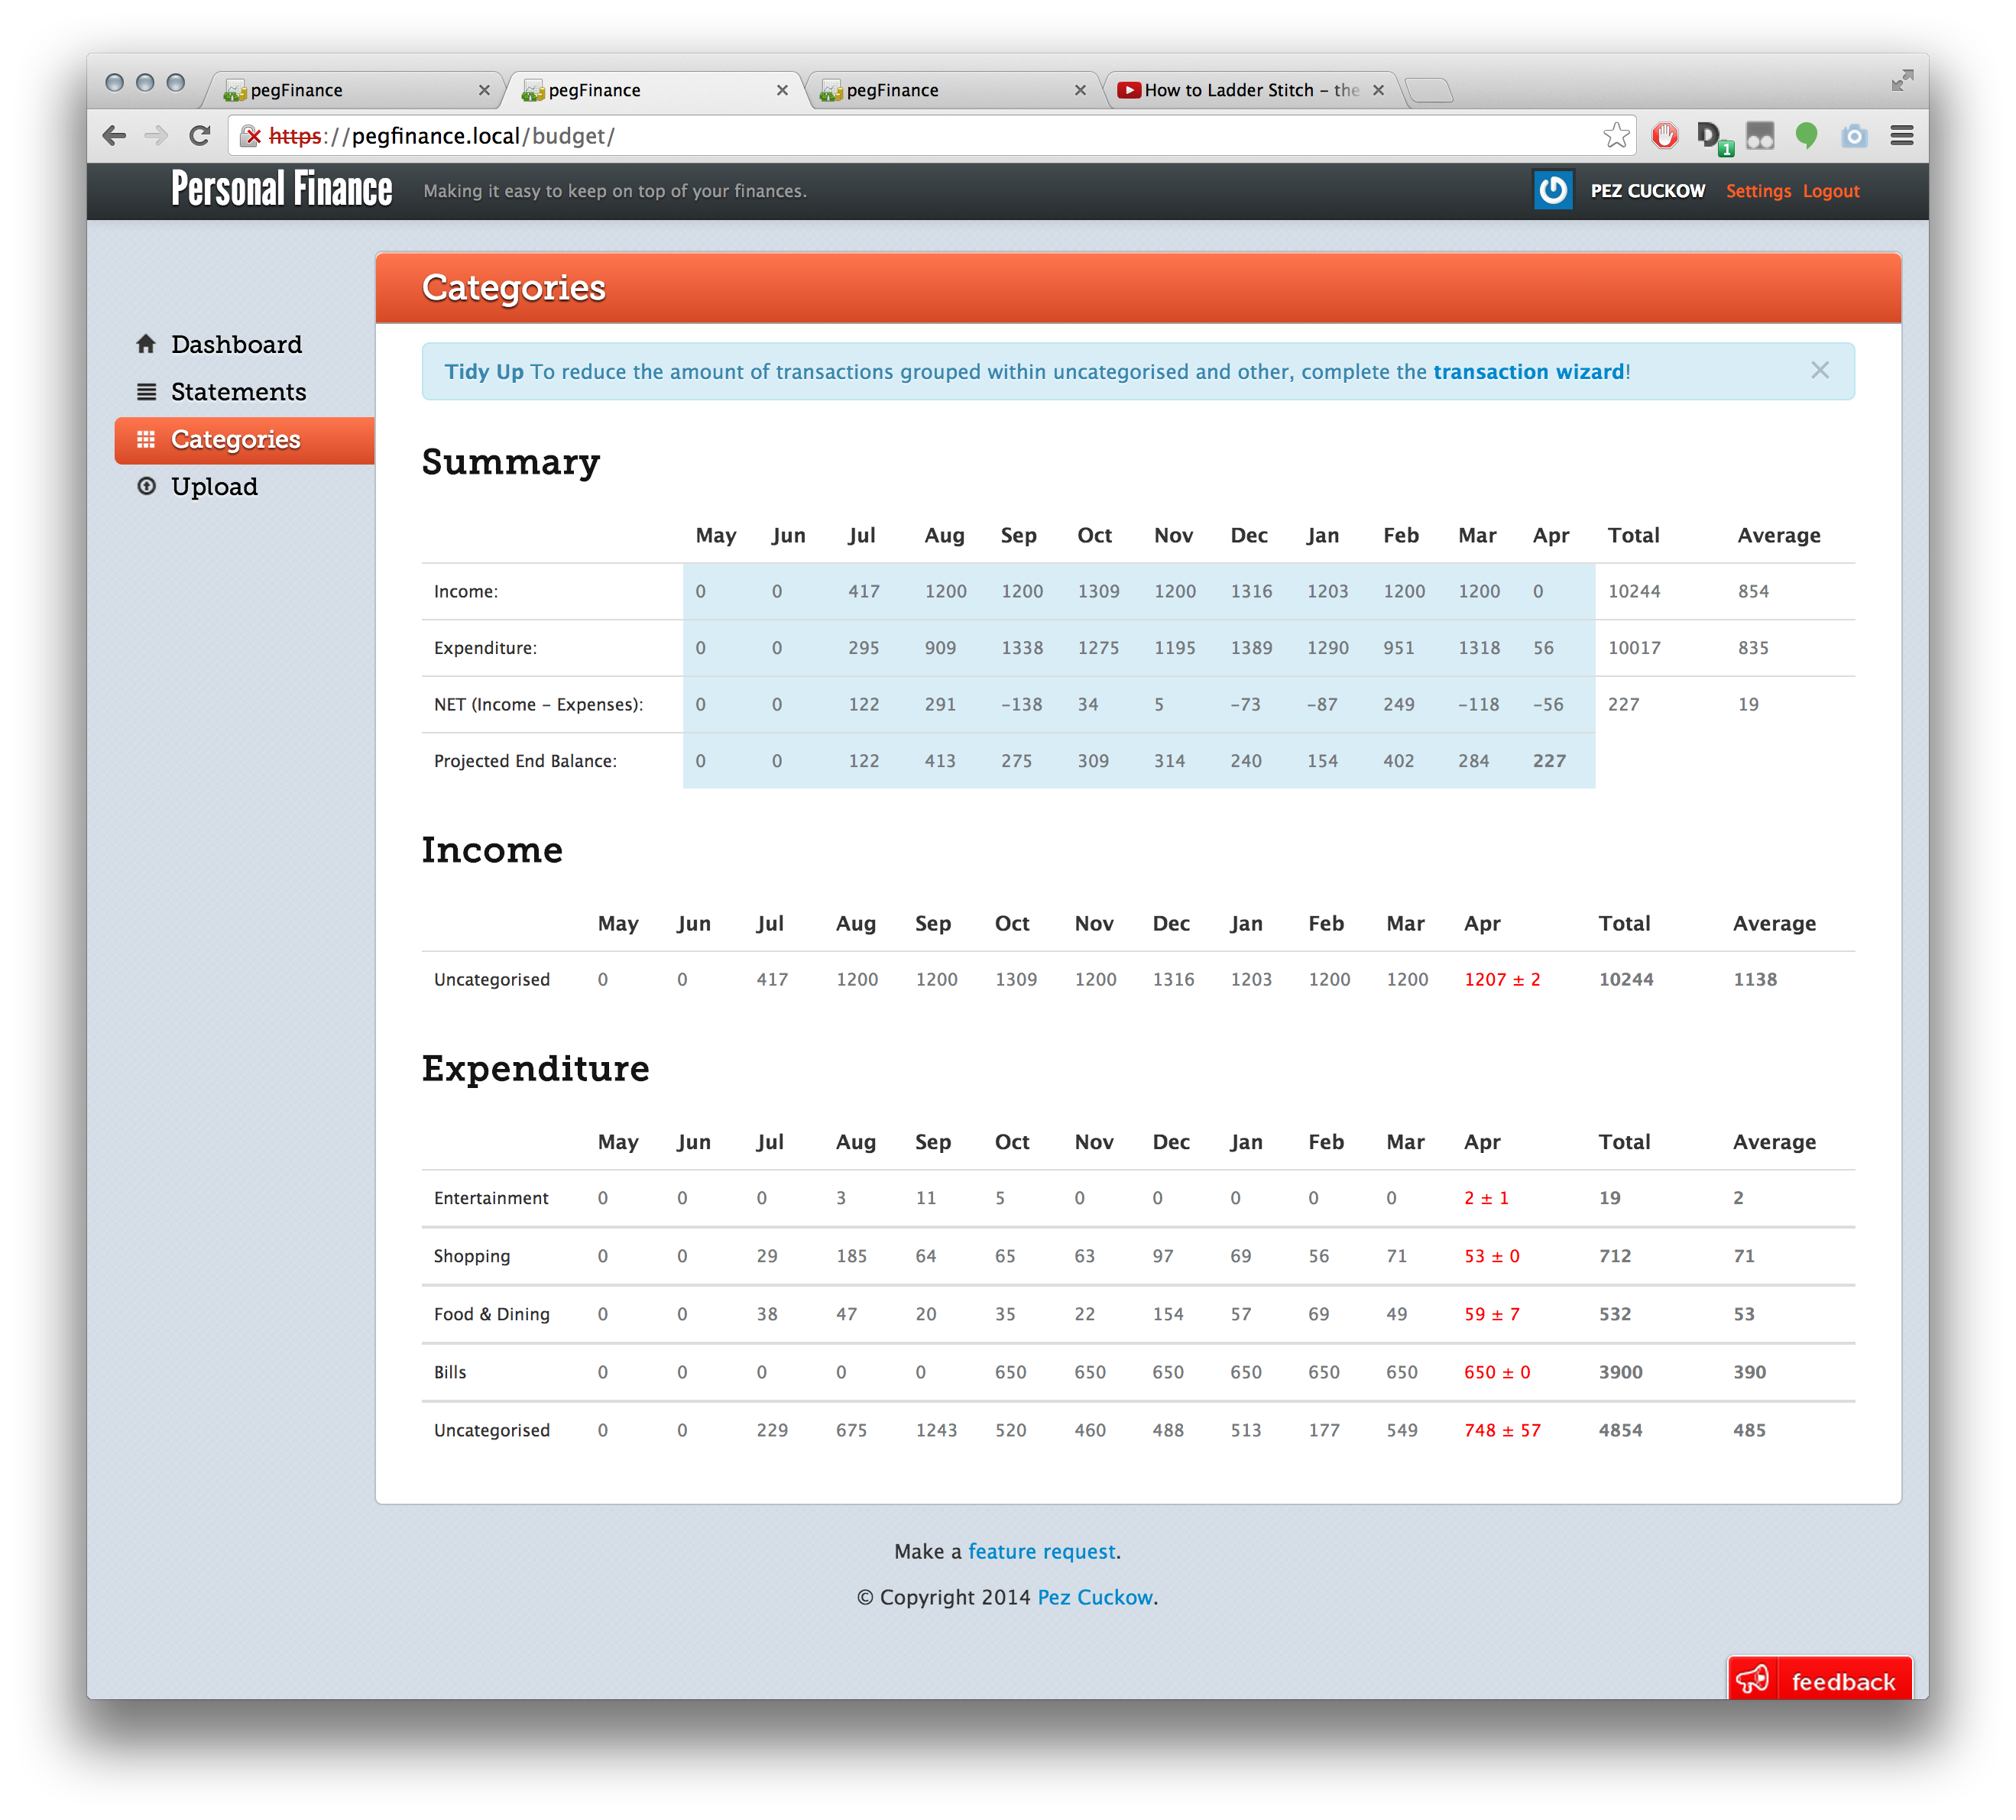 pegFinance pegFinance pegFinance How to Ladder Stitch – the
https://pegfinance.local/budget/
1
Personal Finance Making it easy to keep on top of your finances. PEZ CUCKOW Settings Logout
Categories
Dashboard
Statements
Categories
Upload
Tidy Up To reduce the amount of transactions grouped within uncategorised and other, complete the transaction wizard!
Summary
May Jun Jul Aug Sep Oct Nov Dec Jan Feb Mar Apr Total Average
Income: 0 0 417 1200 1200 1309 1200 1316 1203 1200 1200 0 10244 854
Expenditure: 0 0 295 909 1338 1275 1195 1389 1290 951 1318 56 10017 835
NET (Income – Expenses): 0 0 122 291 -138 34 5 -73 -87 249 -118 -56 227 19
Projected End Balance: 0 0 122 413 275 309 314 240 154 402 284 227
Income
May Jun Jul Aug Sep Oct Nov Dec Jan Feb Mar Apr Total Average
Uncategorised 0 0 417 1200 1200 1309 1200 1316 1203 1200 1200 1207 ± 2 10244 1138
Expenditure
May Jun Jul Aug Sep Oct Nov Dec Jan Feb Mar Apr Total Average
Entertainment 0 0 0 3 11 5 0 0 0 0 0 2 ± 1 19 2
Shopping 0 0 29 185 64 65 63 97 69 56 71 53 ± 0 712 71
Food & Dining 0 0 38 47 20 35 22 154 57 69 49 59 ± 7 532 53
Bills 0 0 0 0 0 650 650 650 650 650 650 650 ± 0 3900 390
Uncategorised 0 0 229 675 1243 520 460 488 513 177 549 748 ± 57 4854 485
Make a feature request.
© Copyright 2014 Pez Cuckow.
feedback